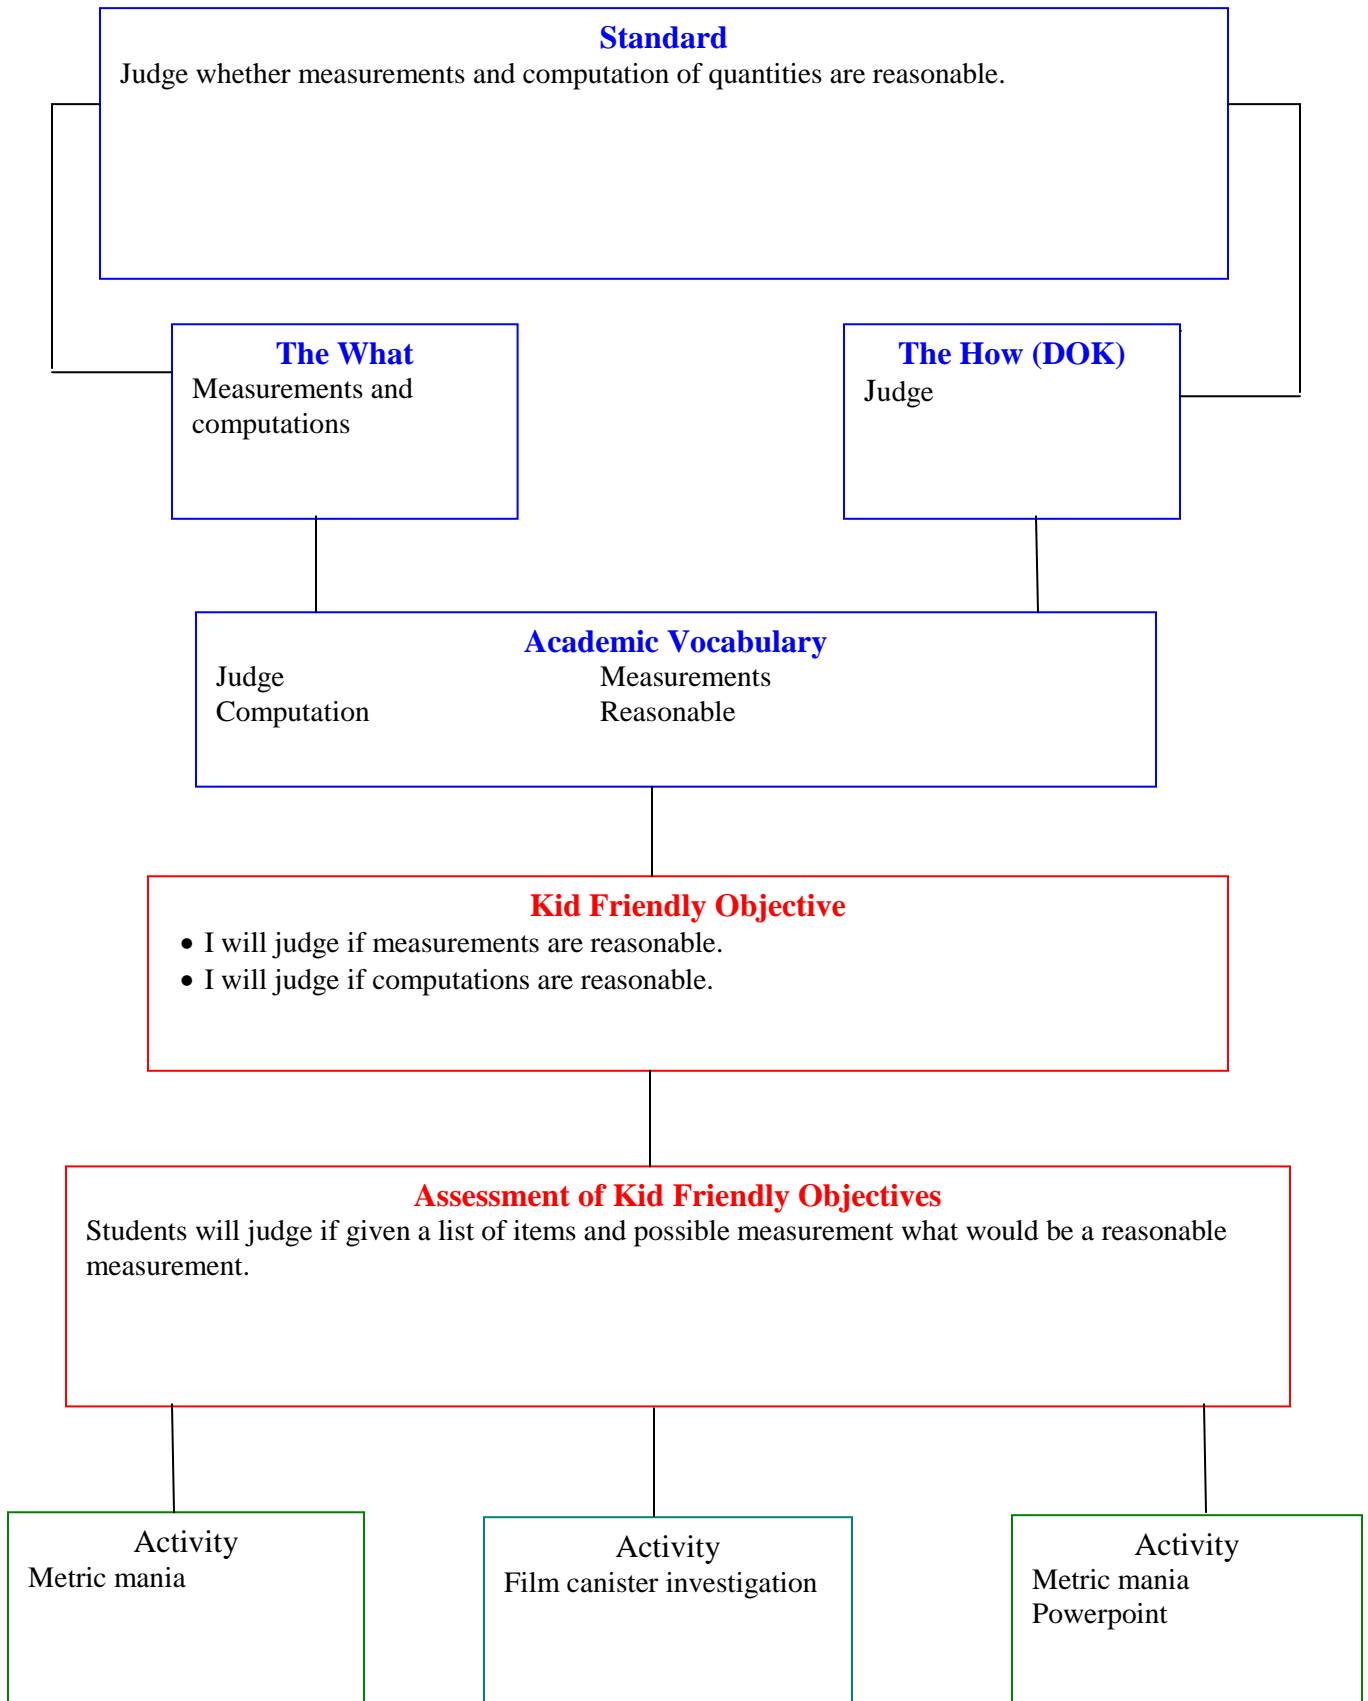 Standard
Judge whether measurements and computation of quantities are reasonable.
The What
Measurements and
computations
The How (DOK)
Judge
Academic Vocabulary
Judge Measurements
Computation Reasonable
Kid Friendly Objective
• I will judge if measurements are reasonable.
• I will judge if computations are reasonable.
Assessment of Kid Friendly Objectives
Students will judge if given a list of items and possible measurement what would be a reasonable
measurement.
Activity
Metric mania
Activity
Film canister investigation
Activity
Metric mania
Powerpoint